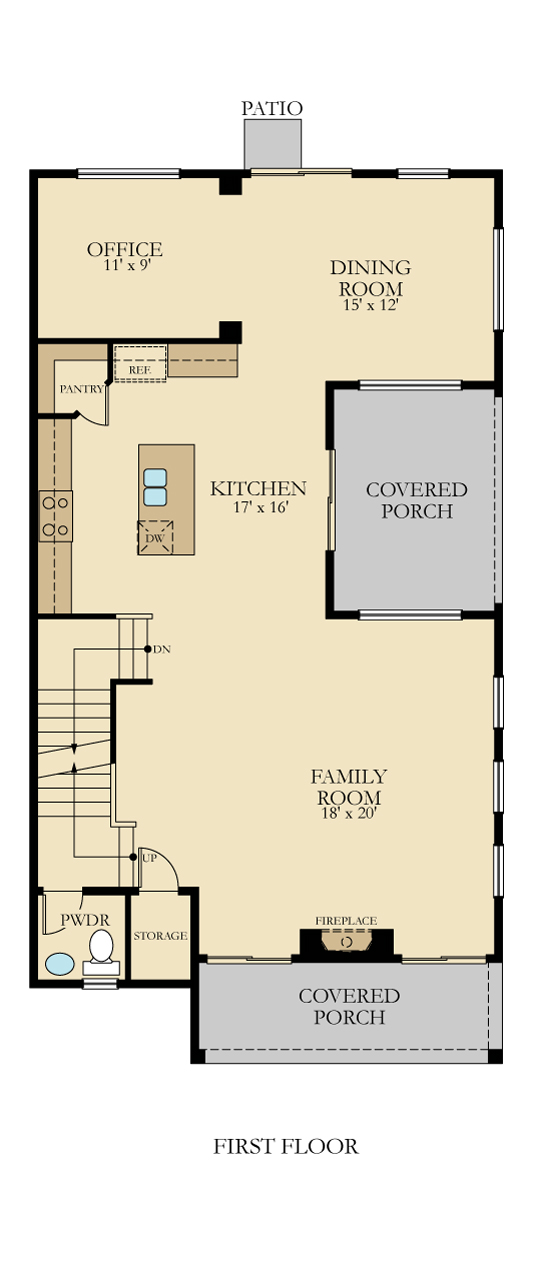 PATIO
OFFICE
11' x 9'
DINING
ROOM
15' x 12'
REF.
PANTRY
KITCHEN
17' x 16'
COVERED
PORCH
DW
DN
FAMILY
ROOM
18' x 20'
UP
PWDR
STORAGE
FIREPLACE
COVERED
PORCH
FIRST FLOOR